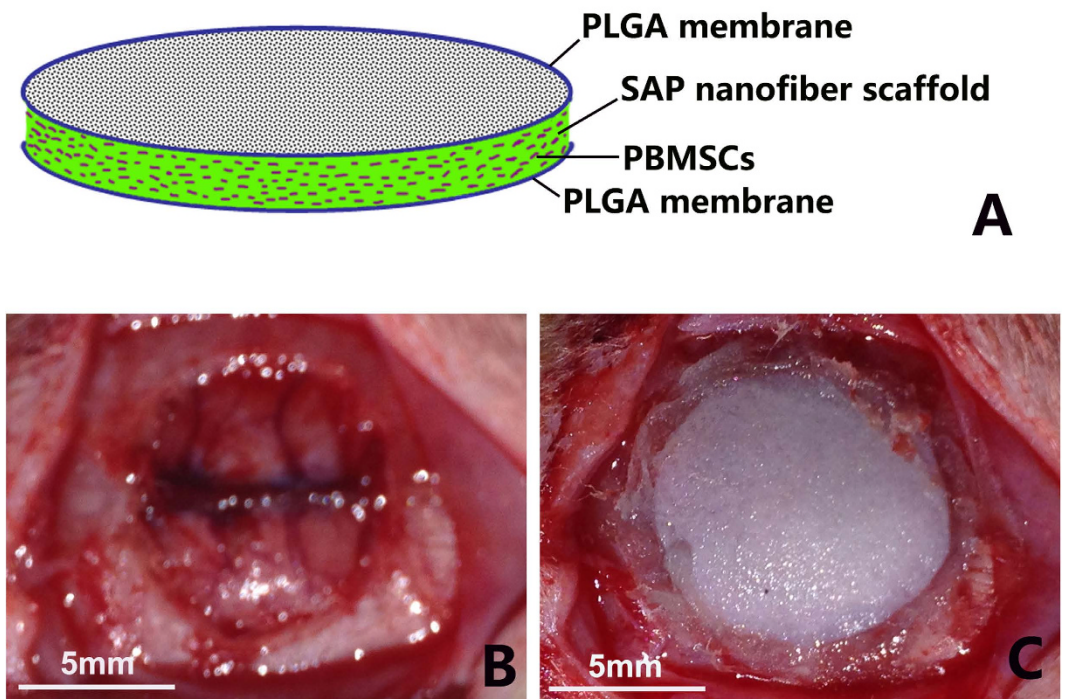 PLGA membrane
SAP nanofiber scaffold
PBMSCs
PLGA membrane
A
5mm
B
5mm
C